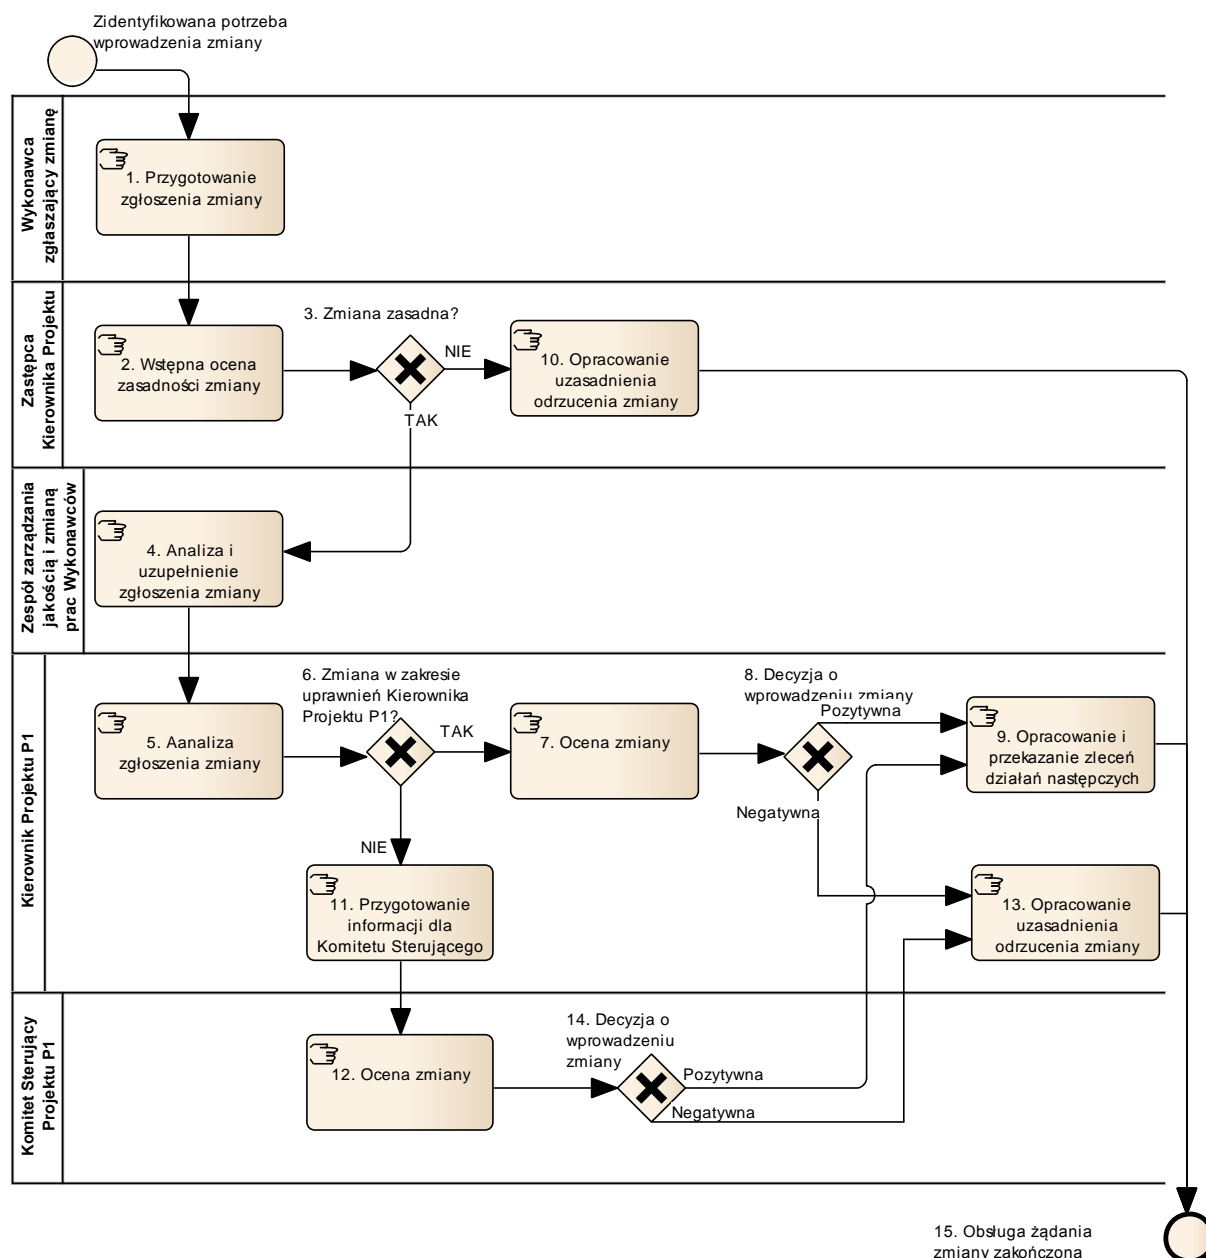 Zidentyfikowana potrzeba
wprowadzenia zmiany
Wykonawca
zgłaszający zmianę
1. Przygotowanie
zgłoszenia zmiany
Zastępca
Kierownika Projektu
2. Wstępna ocena
zasadności zmiany
3. Zmiana zasadna?
NIE
TAK
10. Opracowanie
uzasadnienia
odrzucenia zmiany
Zespół zarządzania
jakością i zmianą
prac Wykonawców
4. Analiza i
uzupełnienie
zgłoszenia zmiany
Kierownik Projektu P1
5. Aanaliza
zgłoszenia zmiany
6. Zmiana w zakresie
uprawnień Kierownika
Projektu P1?
TAK
NIE
7. Ocena zmiany
8. Decyzja o
wprowadzeniu zmiany
Pozytywna
Negatywna
9. Opracowanie i
przekazanie zleceń
działań następczych
11. Przygotowanie
informacji dla
Komitetu Sterującego
13. Opracowanie
uzasadnienia
odrzucenia zmiany
Komitet Sterujący
Projektu P1
12. Ocena zmiany
14. Decyzja o
wprowadzeniu
zmiany
Pozytywna
Negatywna
15. Obsługa żądania
zmiany zakończona